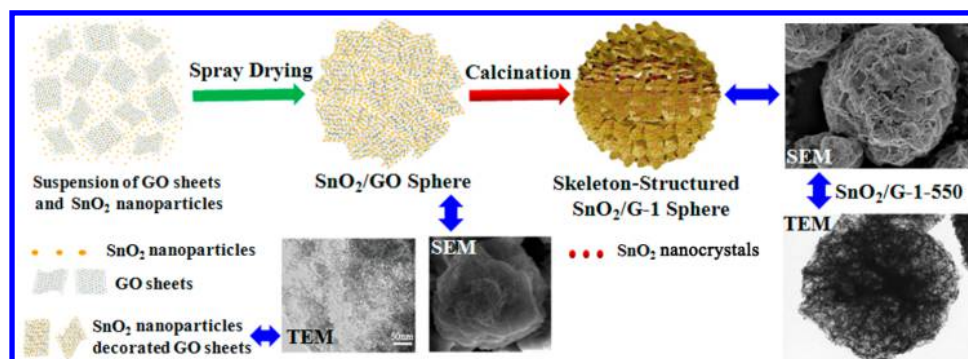 Spray Drying
Calcination
Suspension of GO sheets
and SnO₂ nanoparticles
SnO₂/GO Sphere
Skeleton-Structured
SnO₂/G-1 Sphere
SEM
SnO₂/G-1-550
TEM
SnO₂ nanoparticles
GO sheets
SnO₂ nanoparticles
decorated GO sheets
TEM
50nm
SEM
SnO₂ nanocrystals